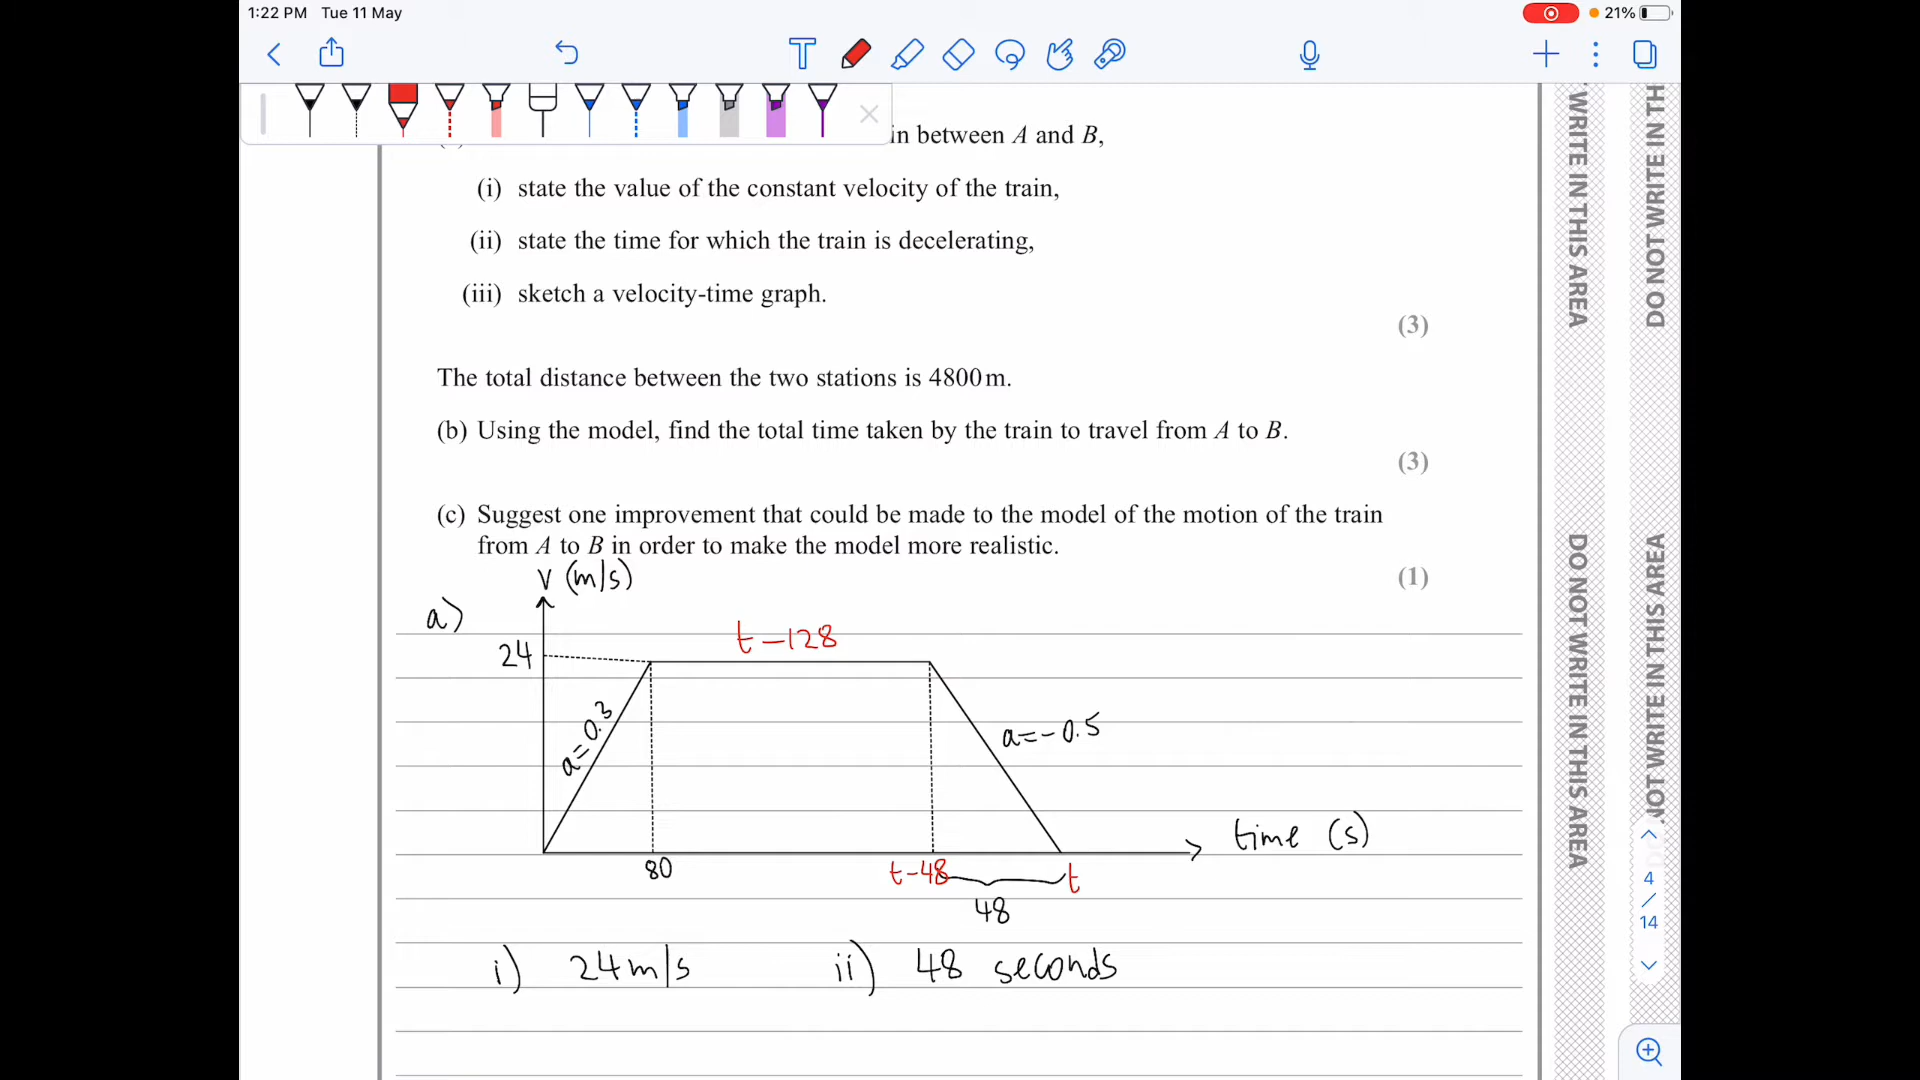 1:22 PM Tue 11 May
21%
in between A and B,
(i) state the value of the constant velocity of the train,
(ii) state the time for which the train is decelerating,
(iii) sketch a velocity-time graph.
(3)
The total distance between the two stations is 4800 m.
(b) Using the model, find the total time taken by the train to travel from A to B.
(3)
(c) Suggest one improvement that could be made to the model of the motion of the train
from A to B in order to make the model more realistic.
(1)
V (m/s)
a)
24
t-128
a=0.3
a=-0.5
time (s)
80
t-48
t
48
i) 24m/s
ii) 48 seconds
WRITE IN THIS AREA
DO NOT WRITE IN THIS AREA
DO NOT WRITE IN TH
NOT WRITE IN THIS AREA
4
/
14